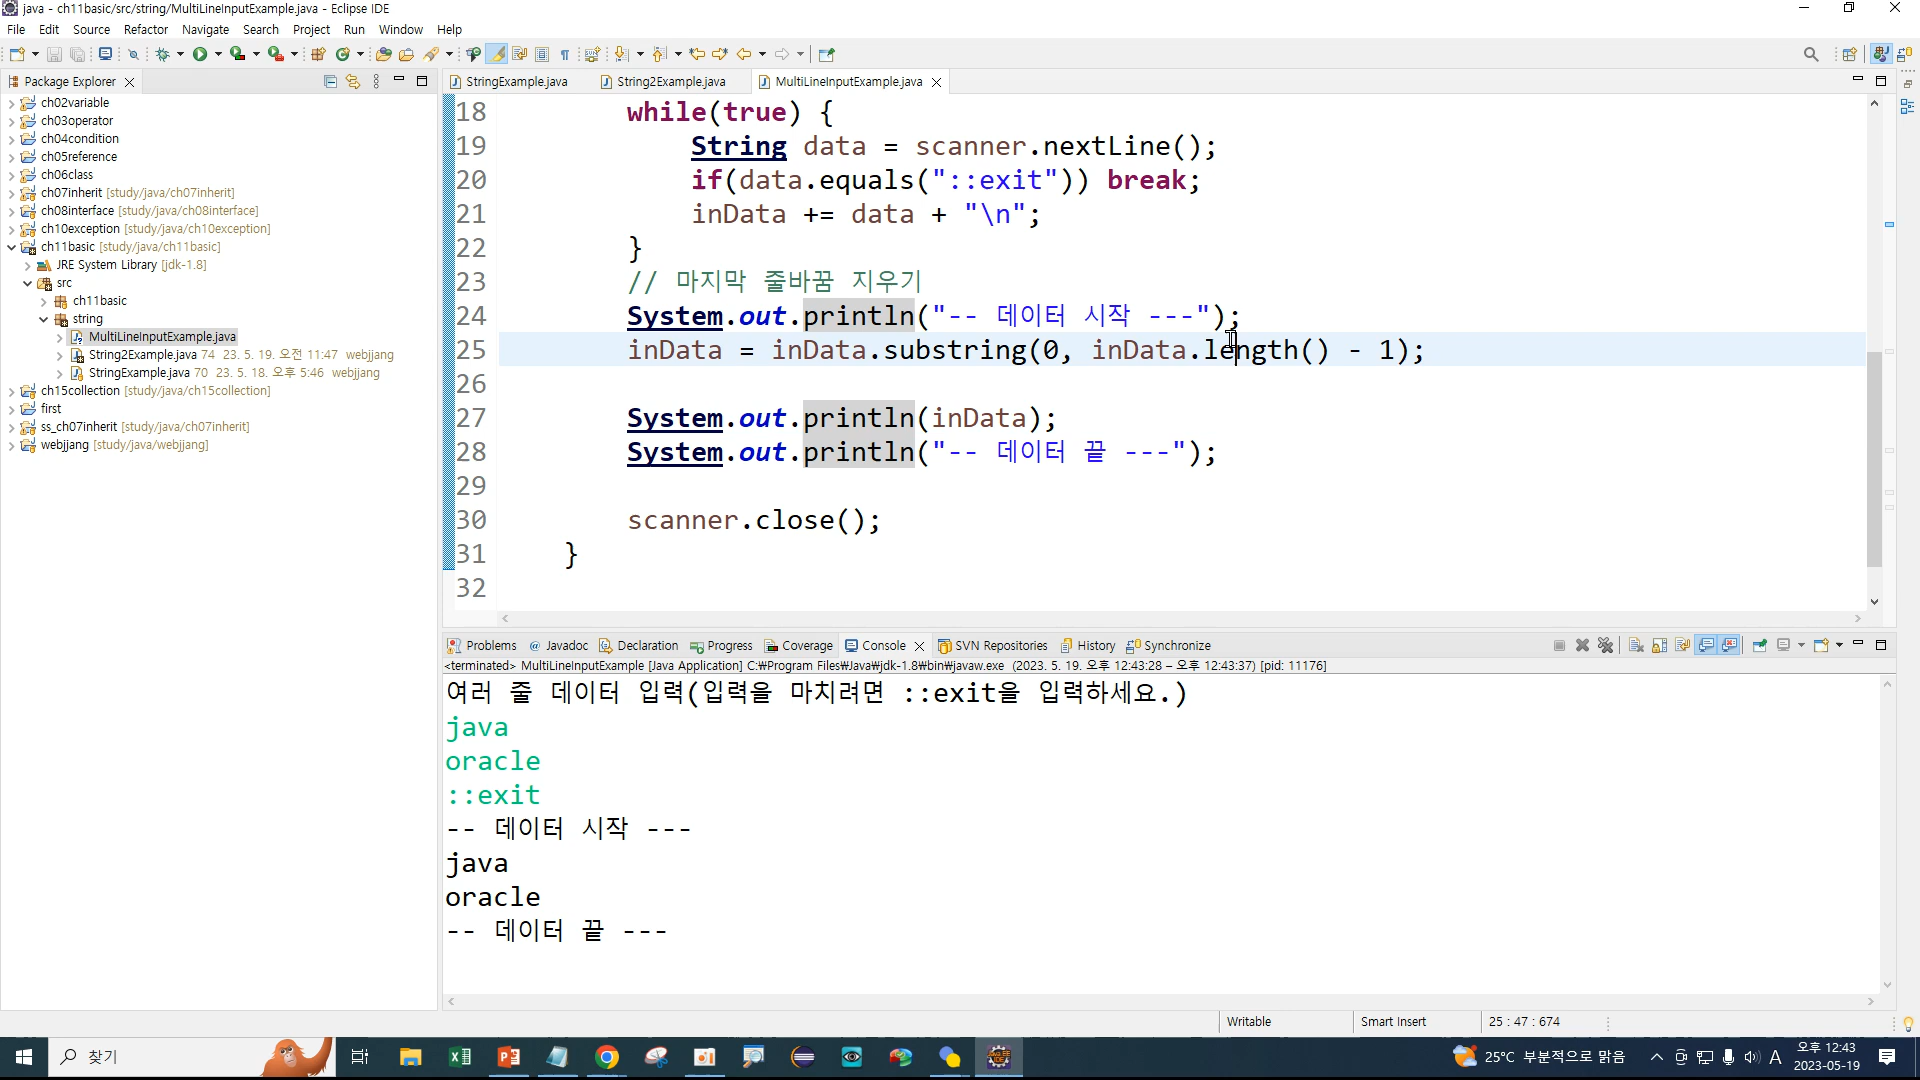 java - ch11basic/src/string/MultiLineInputExample.java - Eclipse IDE
File Edit Source Refactor Navigate Search Project Run Window Help
Package Explorer
StringExample.java String2Example.java MultiLineInputExample.java
ch02variable
ch03operator
ch04condition
ch05reference
ch06class
ch07inherit [study/java/ch07inherit]
ch08interface [study/java/ch08interface]
ch10exception [study/java/ch10exception]
ch11basic [study/java/ch11basic]
JRE System Library [jdk-1.8]
src
ch11basic
string
MultiLineInputExample.java
String2Example.java 74 23. 5. 19. 오전 11:47 webjjang
StringExample.java 70 23. 5. 18. 오후 5:46 webjjang
ch15collection [study/java/ch15collection]
first
ss_ch07inherit [study/java/ch07inherit]
webjjang [study/java/webjjang]
18 while(true) {
19 String data = scanner.nextLine();
20 if(data.equals("::exit")) break;
21 inData += data + "\n";
22 }
23 // 마지막 줄바꿈 지우기
24 System.out.println("-- 데이터 시작 ---");
25 inData = inData.substring(0, inData.length() - 1);
26
27 System.out.println(inData);
28 System.out.println("-- 데이터 끝 ---");
29
30 scanner.close();
31 }
32
Problems Javadoc Declaration Progress Coverage Console SVN Repositories History Synchronize
<terminated> MultiLineInputExample [Java Application] C:₩Program Files₩Java₩jdk-1.8₩bin₩javaw.exe (2023. 5. 19. 오후 12:43:28 – 오후 12:43:37) [pid: 11176]
여러 줄 데이터 입력(입력을 마치려면 ::exit을 입력하세요.)
java
oracle
::exit
-- 데이터 시작 ---
java
oracle
-- 데이터 끝 ---
Writable Smart Insert 25 : 47 : 674
찾기
25°C 부분적으로 맑음
A
오후 12:43
2023-05-19